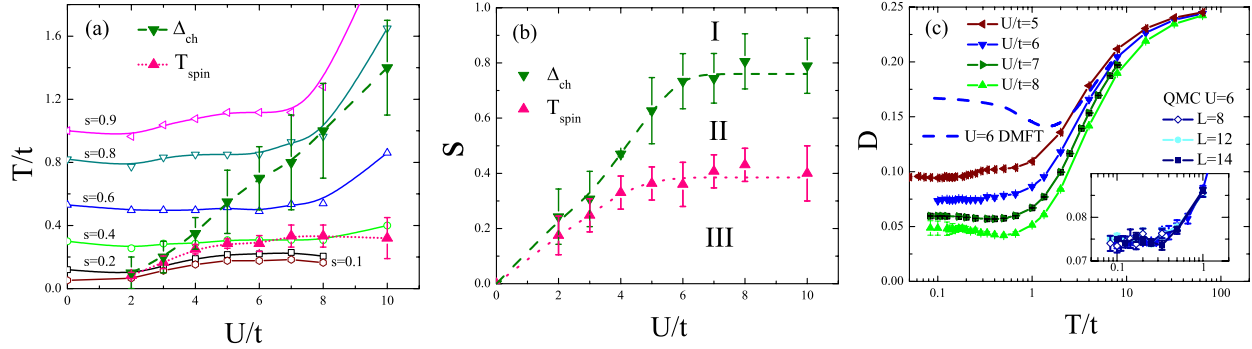 (a)
Δch
Tspin
s=0.9
s=0.8
s=0.6
s=0.4
s=0.2
s=0.1
1.6
1.2
0.8
0.4
0.0
0 2 4 6 8 10
T/t
U/t
(b)
I
Δch
Tspin
II
III
1.0
0.8
0.6
0.4
0.2
0.0
0 2 4 6 8 10
S
U/t
(c)
U/t=5
U/t=6
U/t=7
U/t=8
U=6 DMFT
QMC U=6
L=8
L=12
L=14
0.08
0.07
0.1 1
0.25
0.20
0.15
0.10
0.05
0.00
0.1 1 10 100
D
T/t